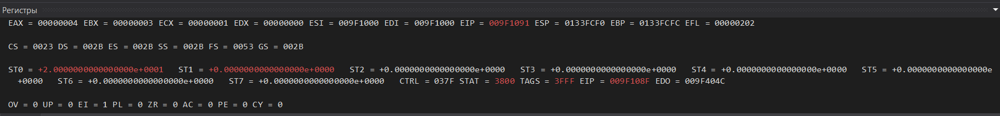 Регистры
EAX = 00000004 EBX = 00000003 ECX = 00000001 EDX = 00000000 ESI = 009F1000 EDI = 009F1000 EIP = 009F1091 ESP = 0133FCF0 EBP = 0133FCFC EFL = 00000202
CS = 0023 DS = 002B ES = 002B SS = 002B FS = 0053 GS = 002B
ST0 = +2.0000000000000000e+0001 ST1 = +0.0000000000000000e+0000 ST2 = +0.0000000000000000e+0000 ST3 = +0.0000000000000000e+0000 ST4 = +0.0000000000000000e+0000 ST5 = +0.0000000000000000e
+0000 ST6 = +0.0000000000000000e+0000 ST7 = +0.0000000000000000e+0000 CTRL = 037F STAT = 3800 TAGS = 3FFF EIP = 009F108F EDO = 009F404C
OV = 0 UP = 0 EI = 1 PL = 0 ZR = 0 AC = 0 PE = 0 CY = 0